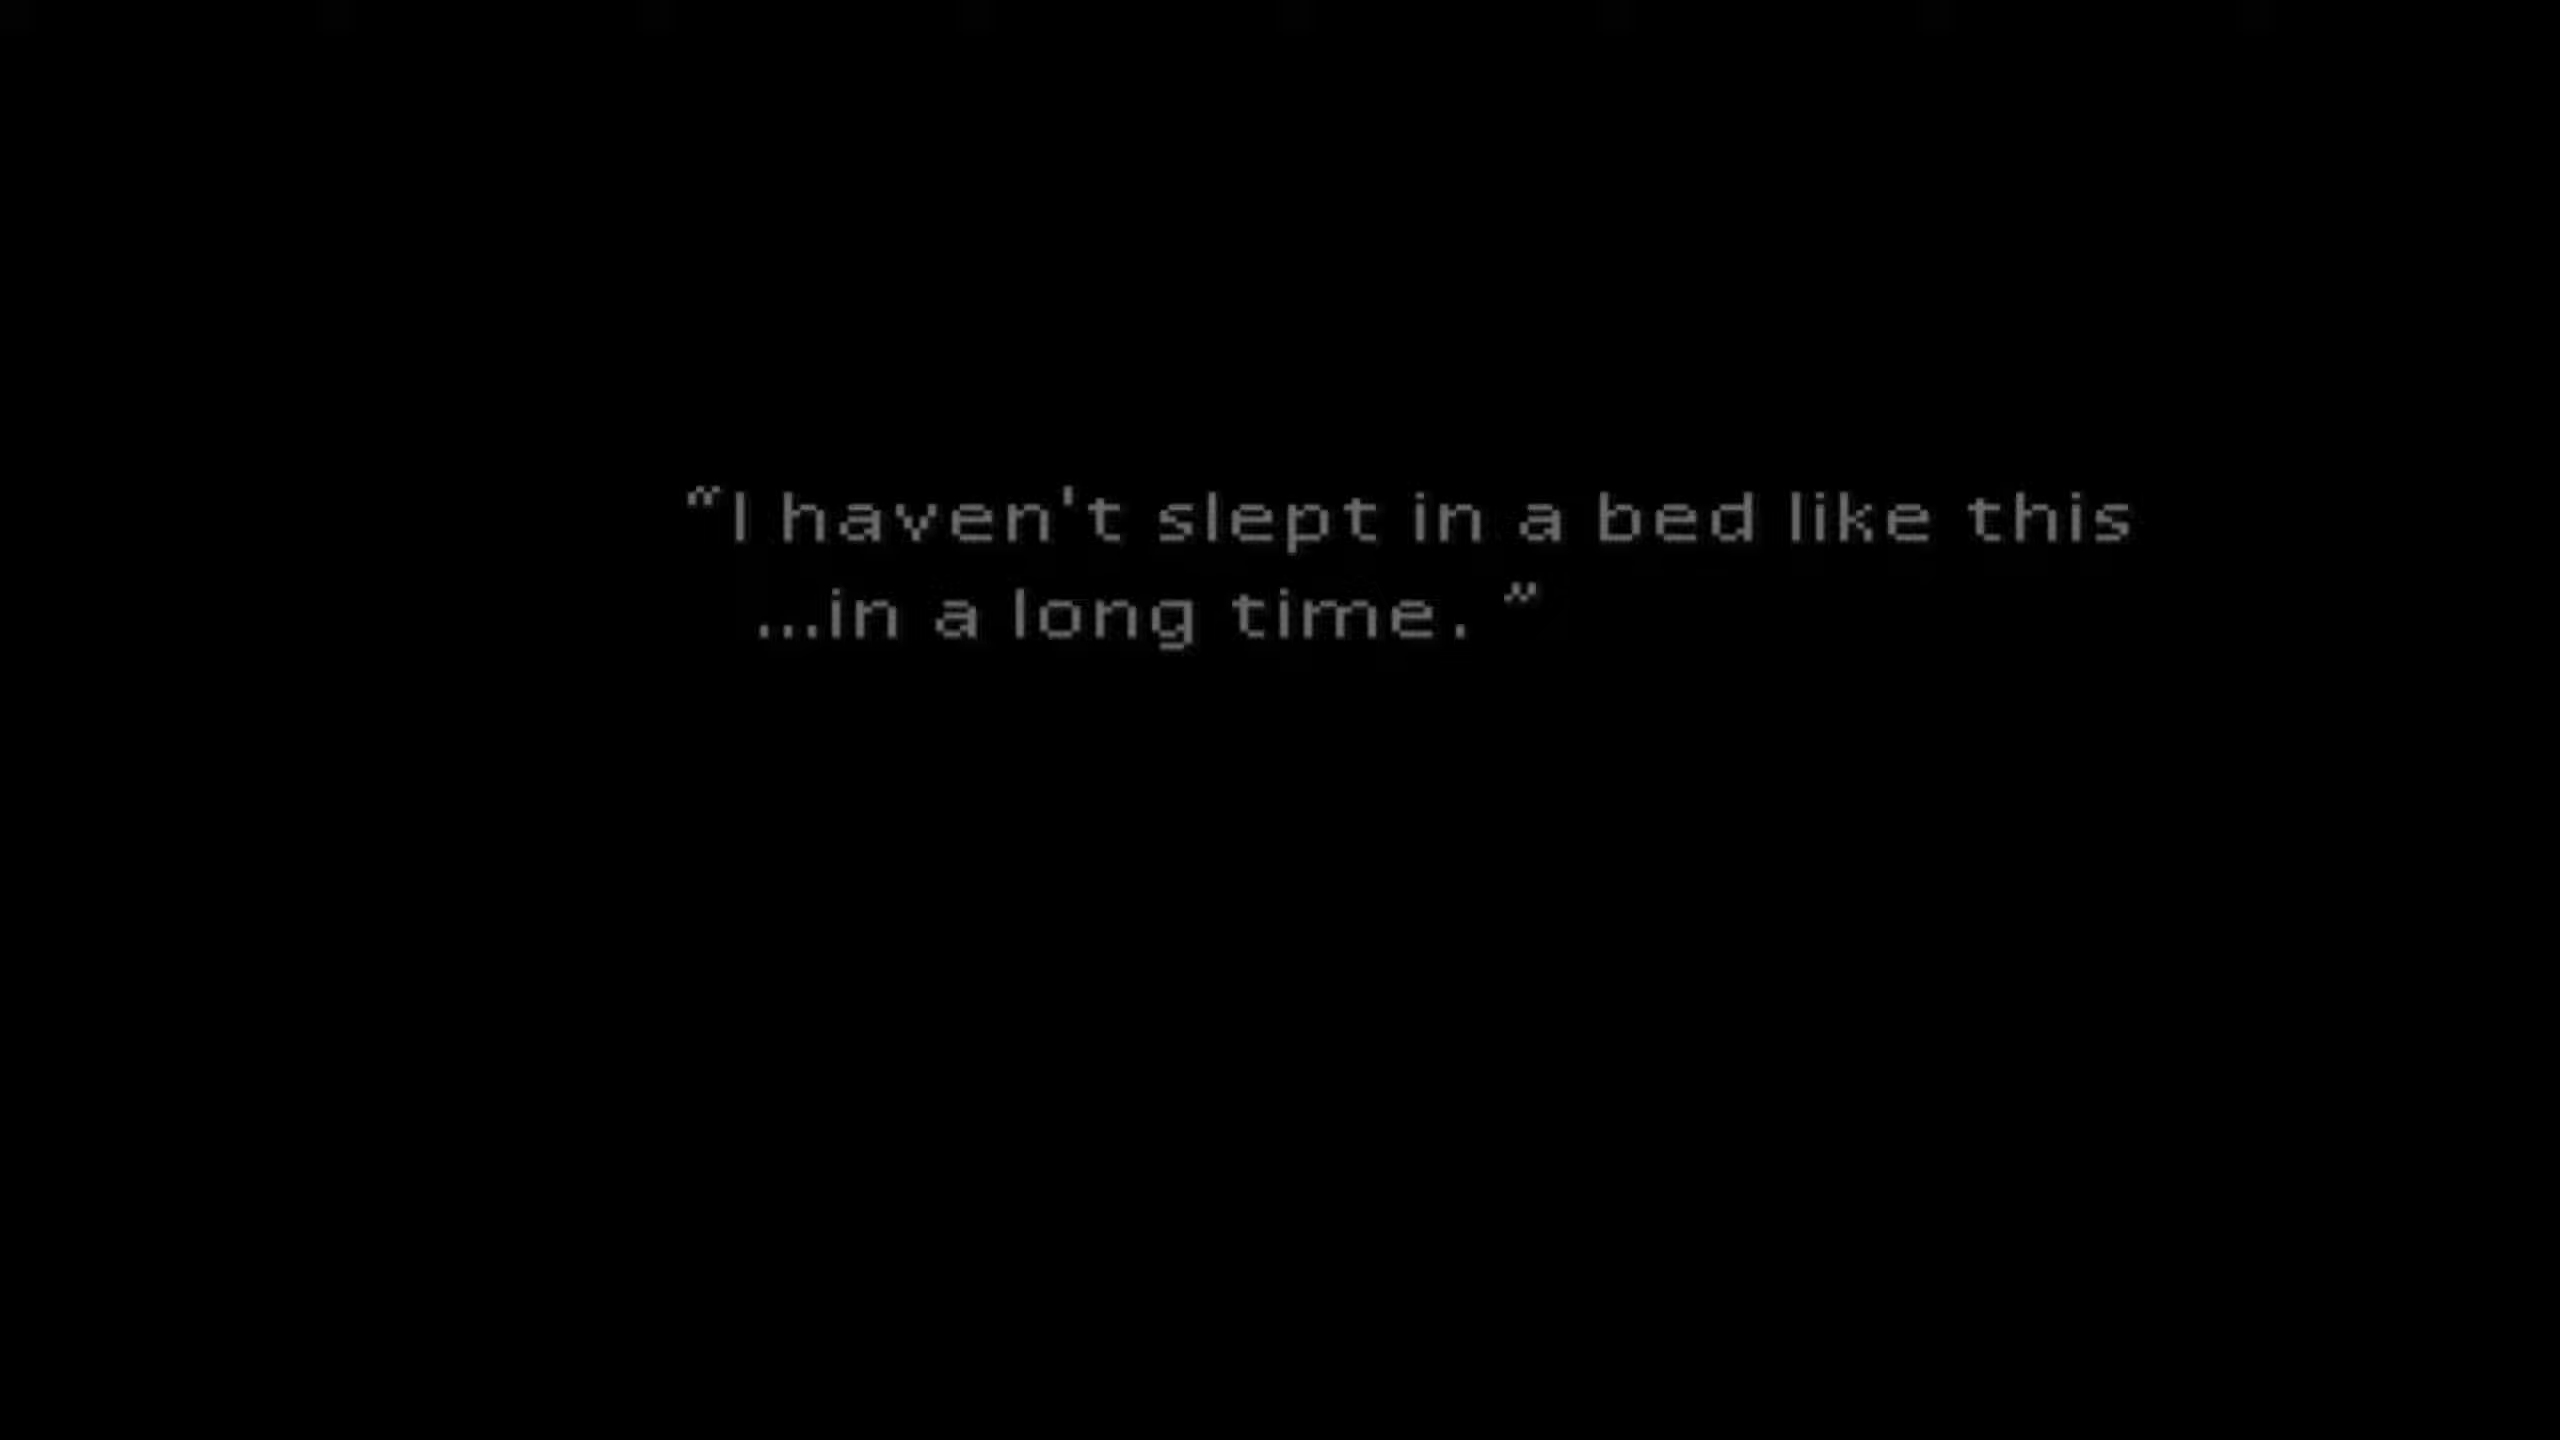 “I haven't slept in a bed like this
...in a long time. ”